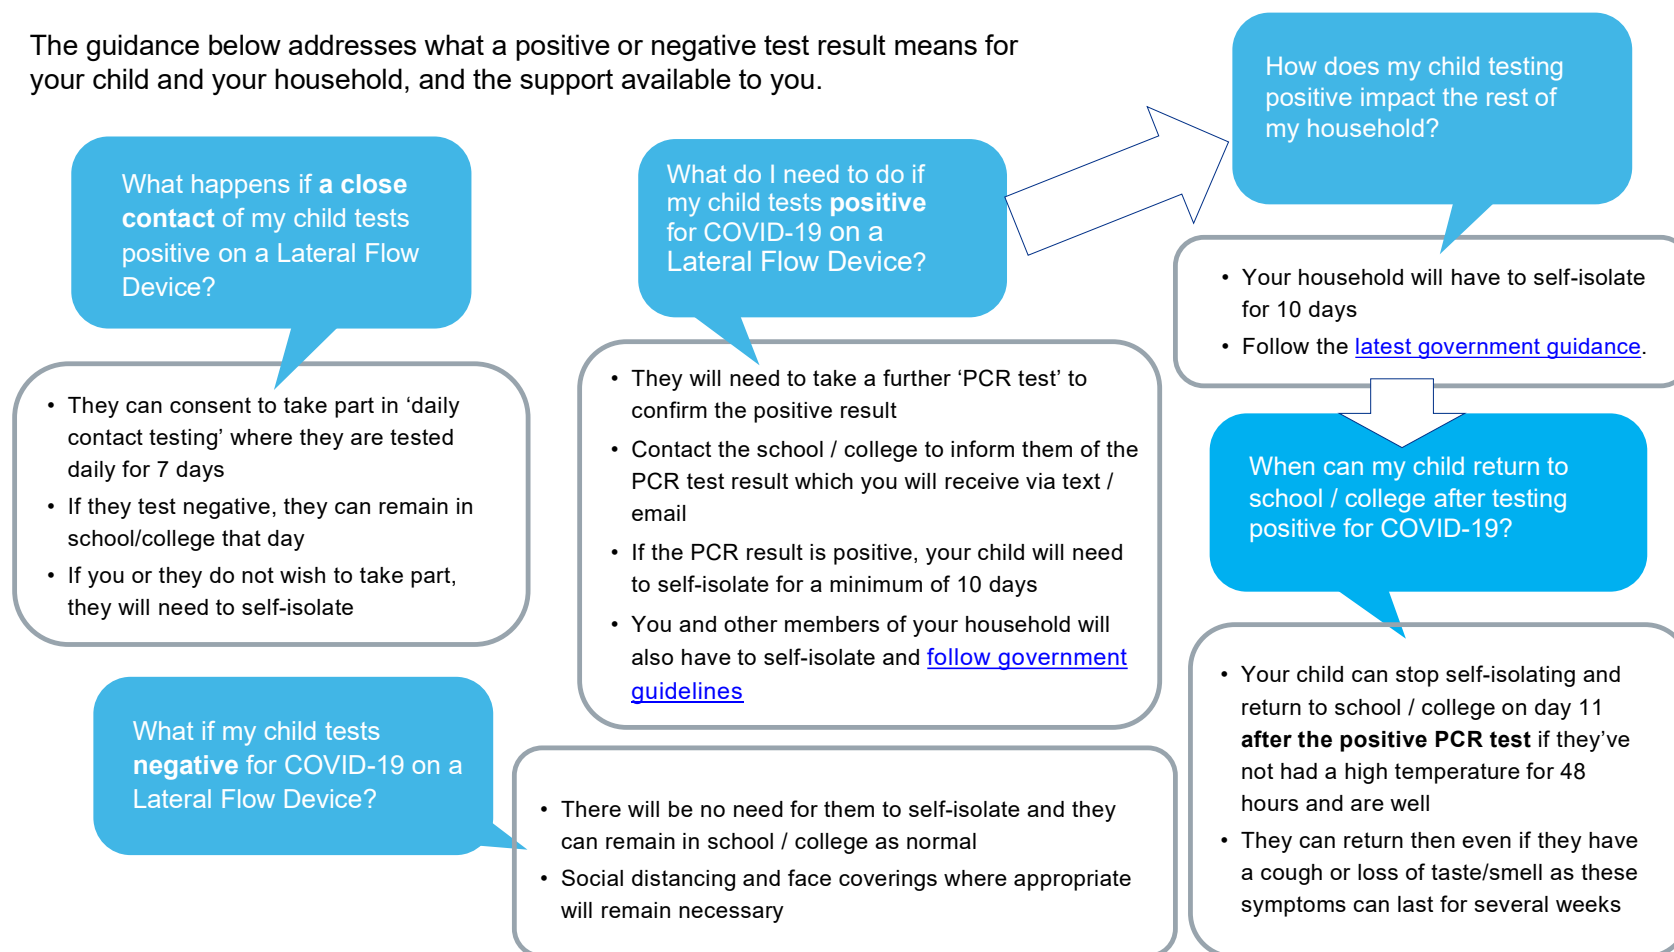 The guidance below addresses what a positive or negative test result means for
your child and your household, and the support available to you.
What happens if a close
contact of my child tests
positive on a Lateral Flow
Device?
• They can consent to take part in ‘daily
contact testing’ where they are tested
daily for 7 days
• If they test negative, they can remain in
school/college that day
• If you or they do not wish to take part,
they will need to self-isolate
What if my child tests
negative for COVID-19 on a
Lateral Flow Device?
• There will be no need for them to self-isolate and they
can remain in school / college as normal
• Social distancing and face coverings where appropriate
will remain necessary
What do I need to do if
my child tests positive
for COVID-19 on a
Lateral Flow Device?
• They will need to take a further ‘PCR test’ to
confirm the positive result
• Contact the school / college to inform them of the
PCR test result which you will receive via text /
email
• If the PCR result is positive, your child will need
to self-isolate for a minimum of 10 days
• You and other members of your household will
also have to self-isolate and follow government
guidelines
How does my child testing
positive impact the rest of
my household?
• Your household will have to self-isolate
for 10 days
• Follow the latest government guidance.
When can my child return to
school / college after testing
positive for COVID-19?
• Your child can stop self-isolating and
return to school / college on day 11
after the positive PCR test if they’ve
not had a high temperature for 48
hours and are well
• They can return then even if they have
a cough or loss of taste/smell as these
symptoms can last for several weeks